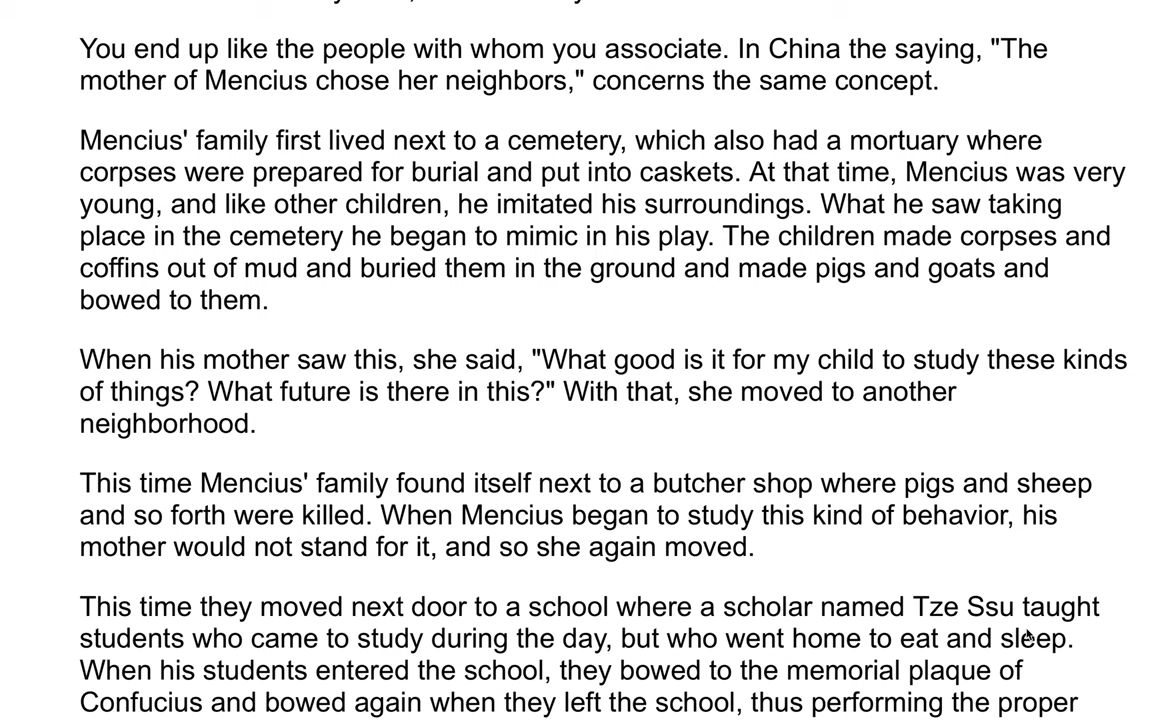 You end up like the people with whom you associate. In China the saying, "The
mother of Mencius chose her neighbors," concerns the same concept.
Mencius' family first lived next to a cemetery, which also had a mortuary where
corpses were prepared for burial and put into caskets. At that time, Mencius was very
young, and like other children, he imitated his surroundings. What he saw taking
place in the cemetery he began to mimic in his play. The children made corpses and
coffins out of mud and buried them in the ground and made pigs and goats and
bowed to them.
When his mother saw this, she said, "What good is it for my child to study these kinds
of things? What future is there in this?" With that, she moved to another
neighborhood.
This time Mencius' family found itself next to a butcher shop where pigs and sheep
and so forth were killed. When Mencius began to study this kind of behavior, his
mother would not stand for it, and so she again moved.
This time they moved next door to a school where a scholar named Tze Ssu taught
students who came to study during the day, but who went home to eat and sleep.
When his students entered the school, they bowed to the memorial plaque of
Confucius and bowed again when they left the school, thus performing the proper